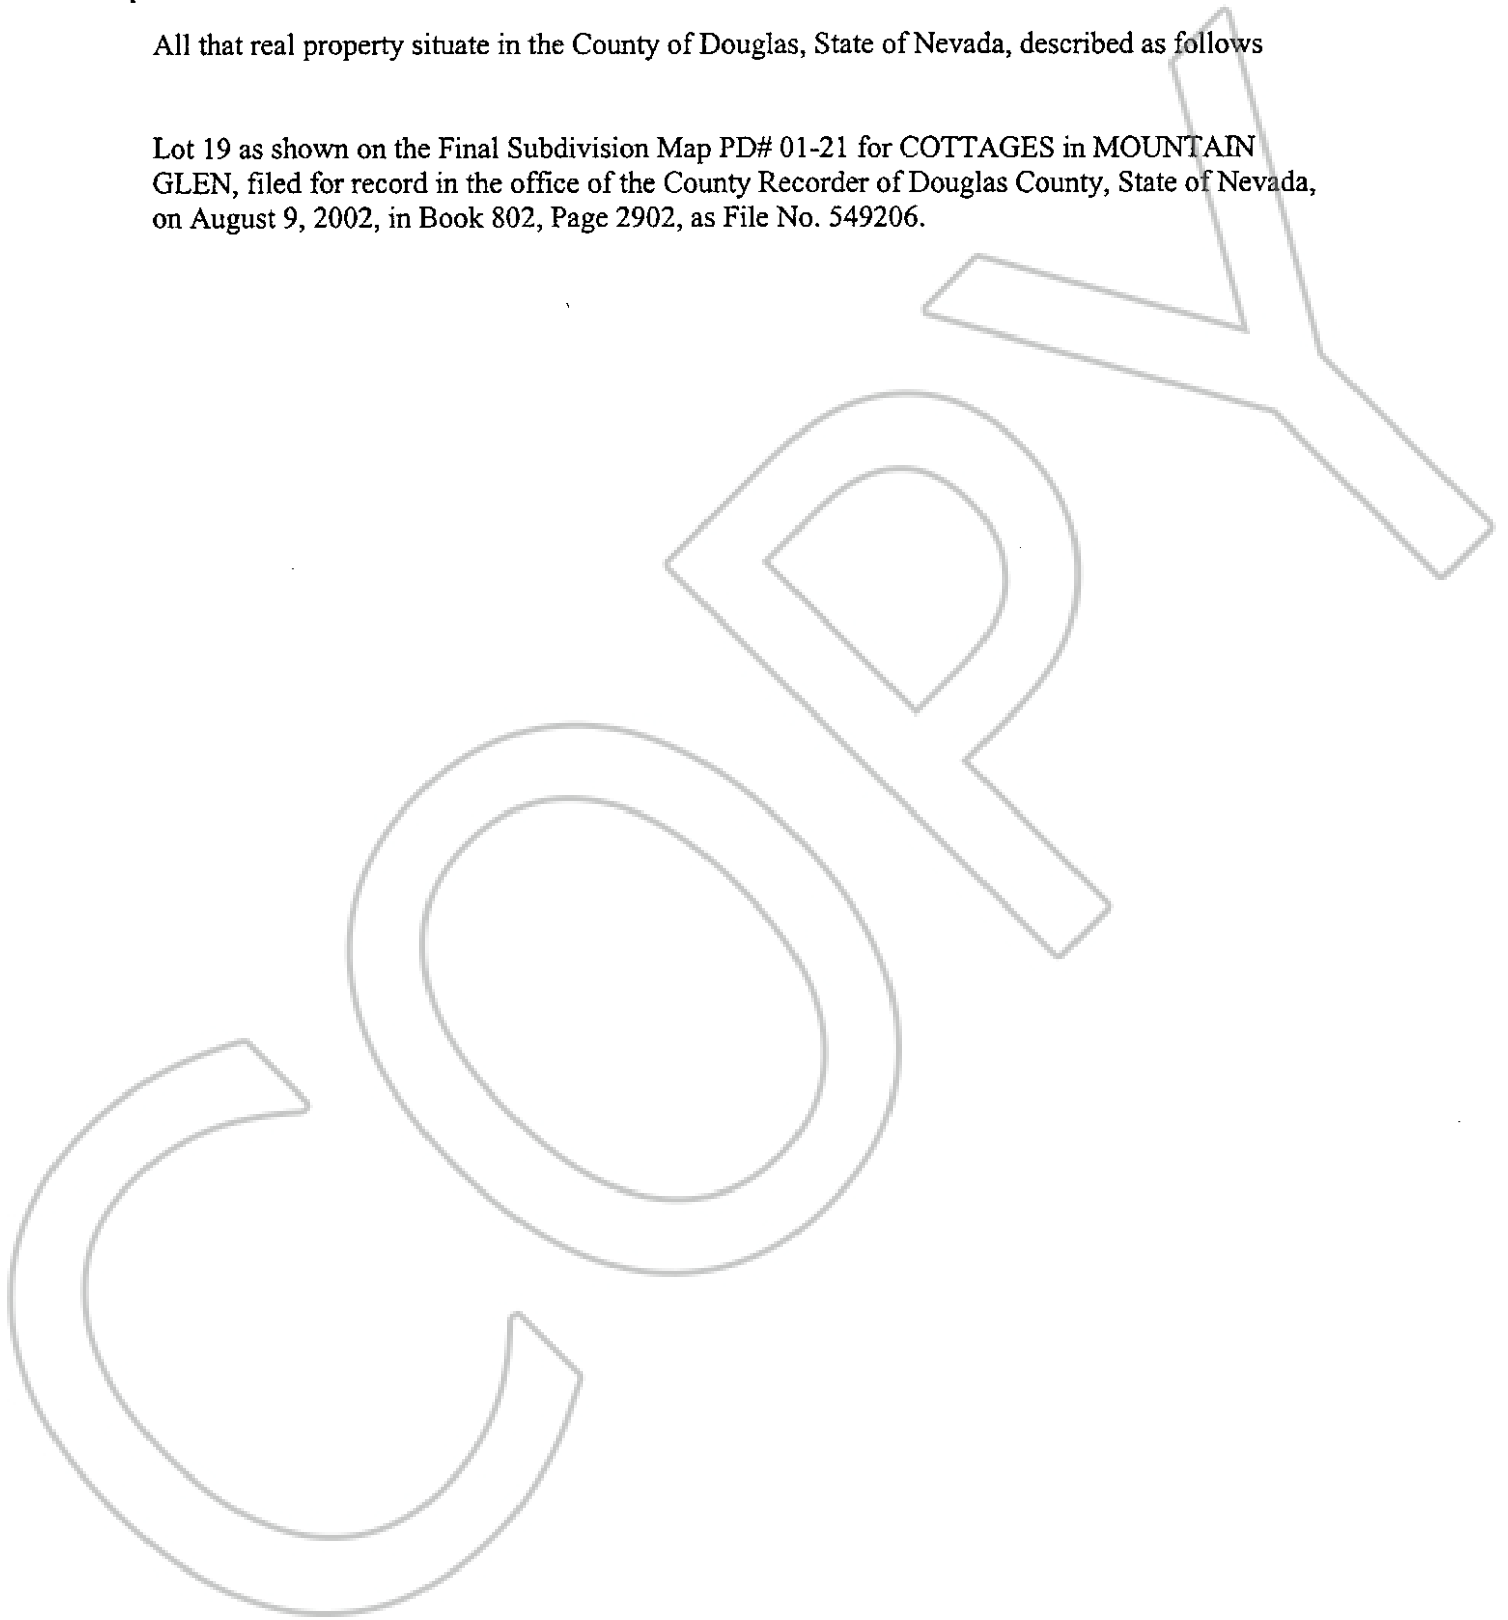 All that real property situate in the County of Douglas, State of Nevada, described as follows
Lot 19 as shown on the Final Subdivision Map PD# 01-21 for COTTAGES in MOUNTAIN
GLEN, filed for record in the office of the County Recorder of Douglas County, State of Nevada,
on August 9, 2002, in Book 802, Page 2902, as File No. 549206.
COPY